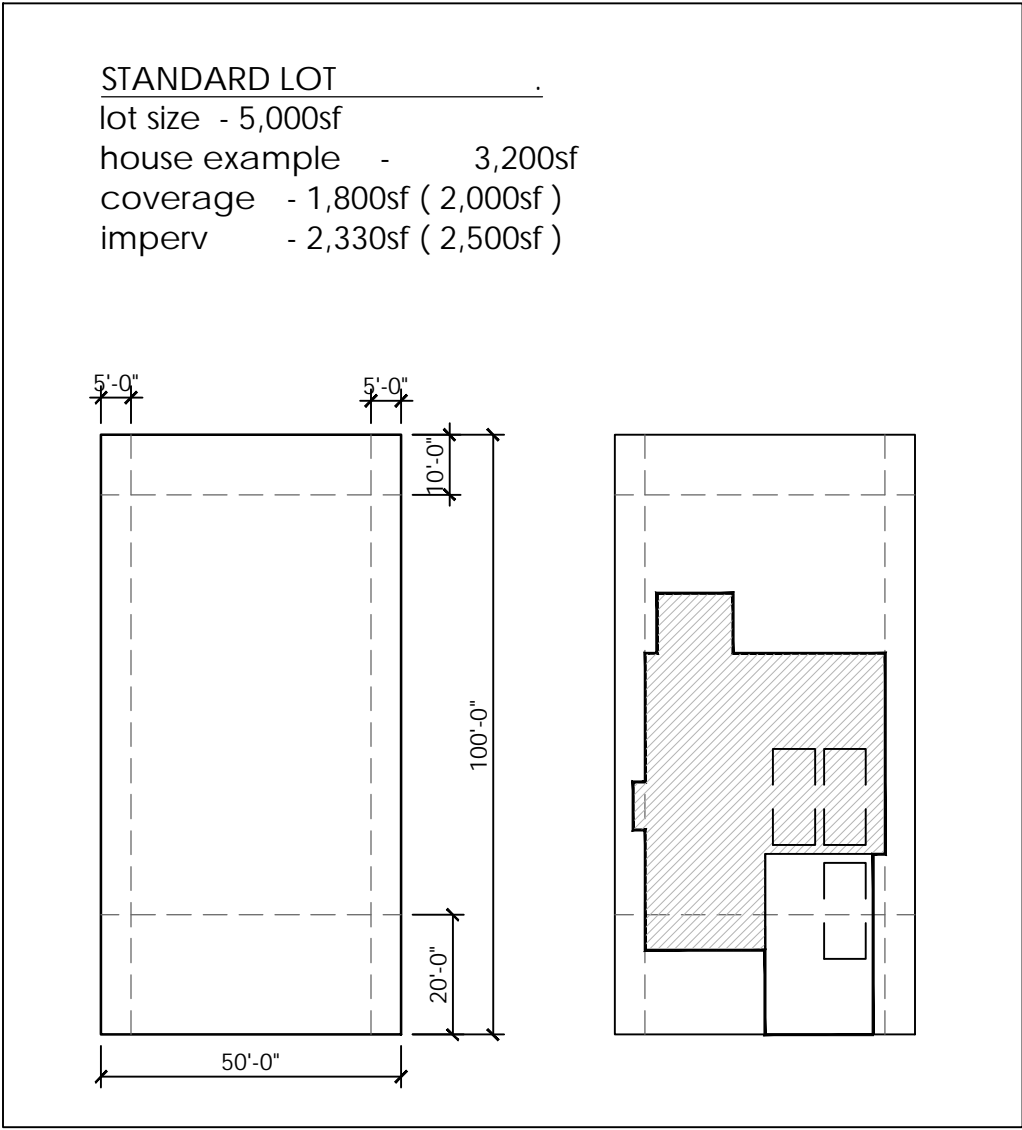 STANDARD LOT .
lot size - 5,000sf
house example - 3,200sf
coverage - 1,800sf ( 2,000sf )
imperv - 2,330sf ( 2,500sf )
5'-0"
5'-0"
10'-0"
100'-0"
20'-0"
50'-0"